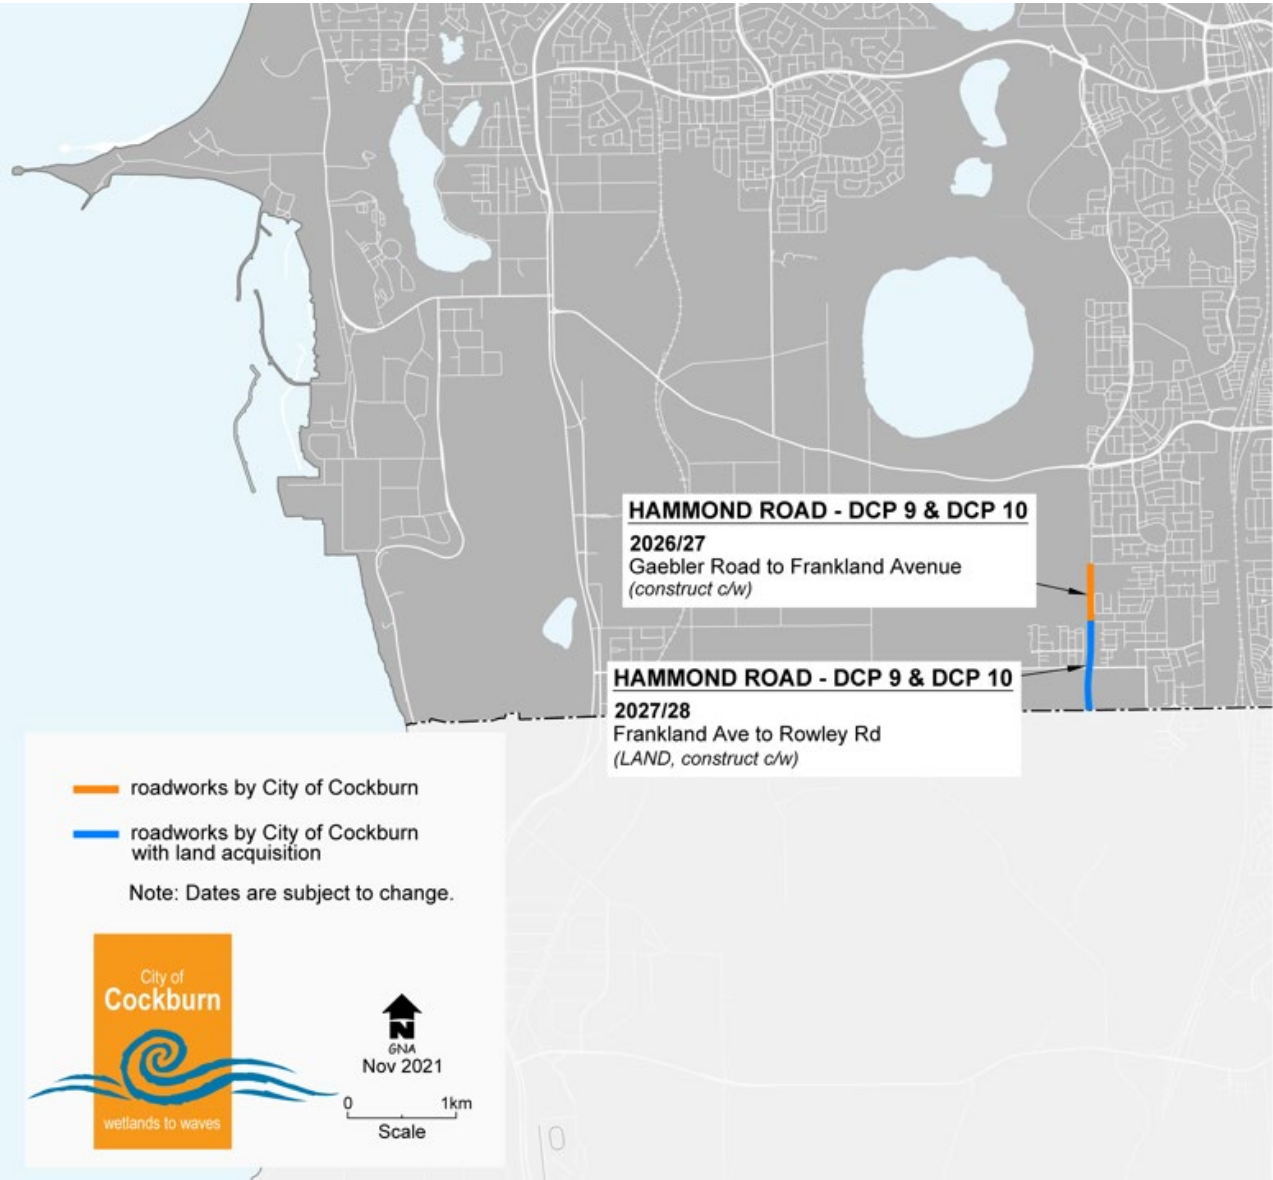 HAMMOND ROAD - DCP 9 & DCP 10
2026/27
Gaebler Road to Frankland Avenue
(construct c/w)
HAMMOND ROAD - DCP 9 & DCP 10
2027/28
Frankland Ave to Rowley Rd
(LAND, construct c/w)
roadworks by City of Cockburn
roadworks by City of Cockburn
with land acquisition
Note: Dates are subject to change.
City of
Cockburn
wetlands to waves
N
GNA
Nov 2021
0 1km
Scale